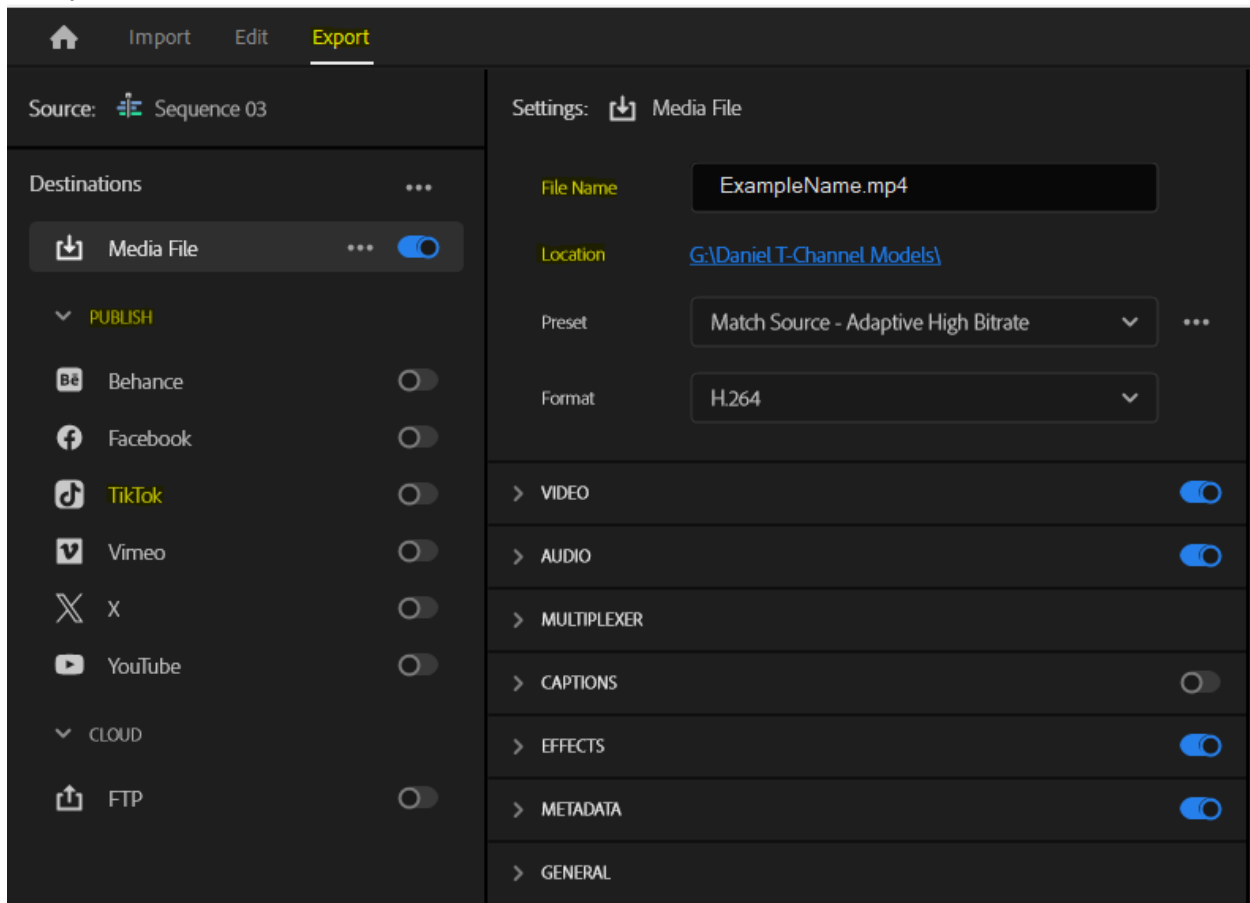 Import Edit Export
Source: Sequence 03
Destinations
Media File
PUBLISH
Bē Behance
Facebook
TikTok
Vimeo
X
YouTube
CLOUD
FTP
Settings: Media File
File Name ExampleName.mp4
Location G:\Daniel T-Channel Models\
Preset Match Source - Adaptive High Bitrate
Format H.264
VIDEO
AUDIO
MULTIPLEXER
CAPTIONS
EFFECTS
METADATA
GENERAL